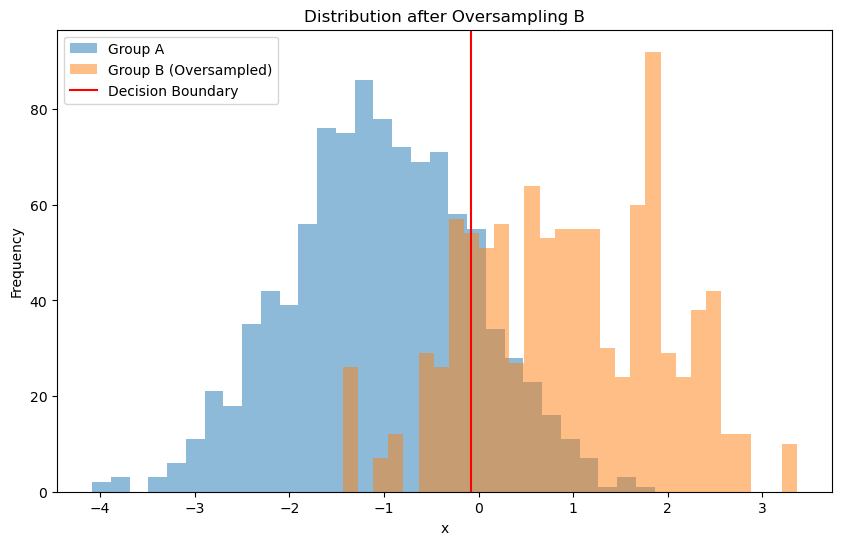 Distribution after Oversampling B
Group A
Group B (Oversampled)
Decision Boundary
Frequency
80
60
40
20
0
−4
−3
−2
−1
0
1
2
3
x